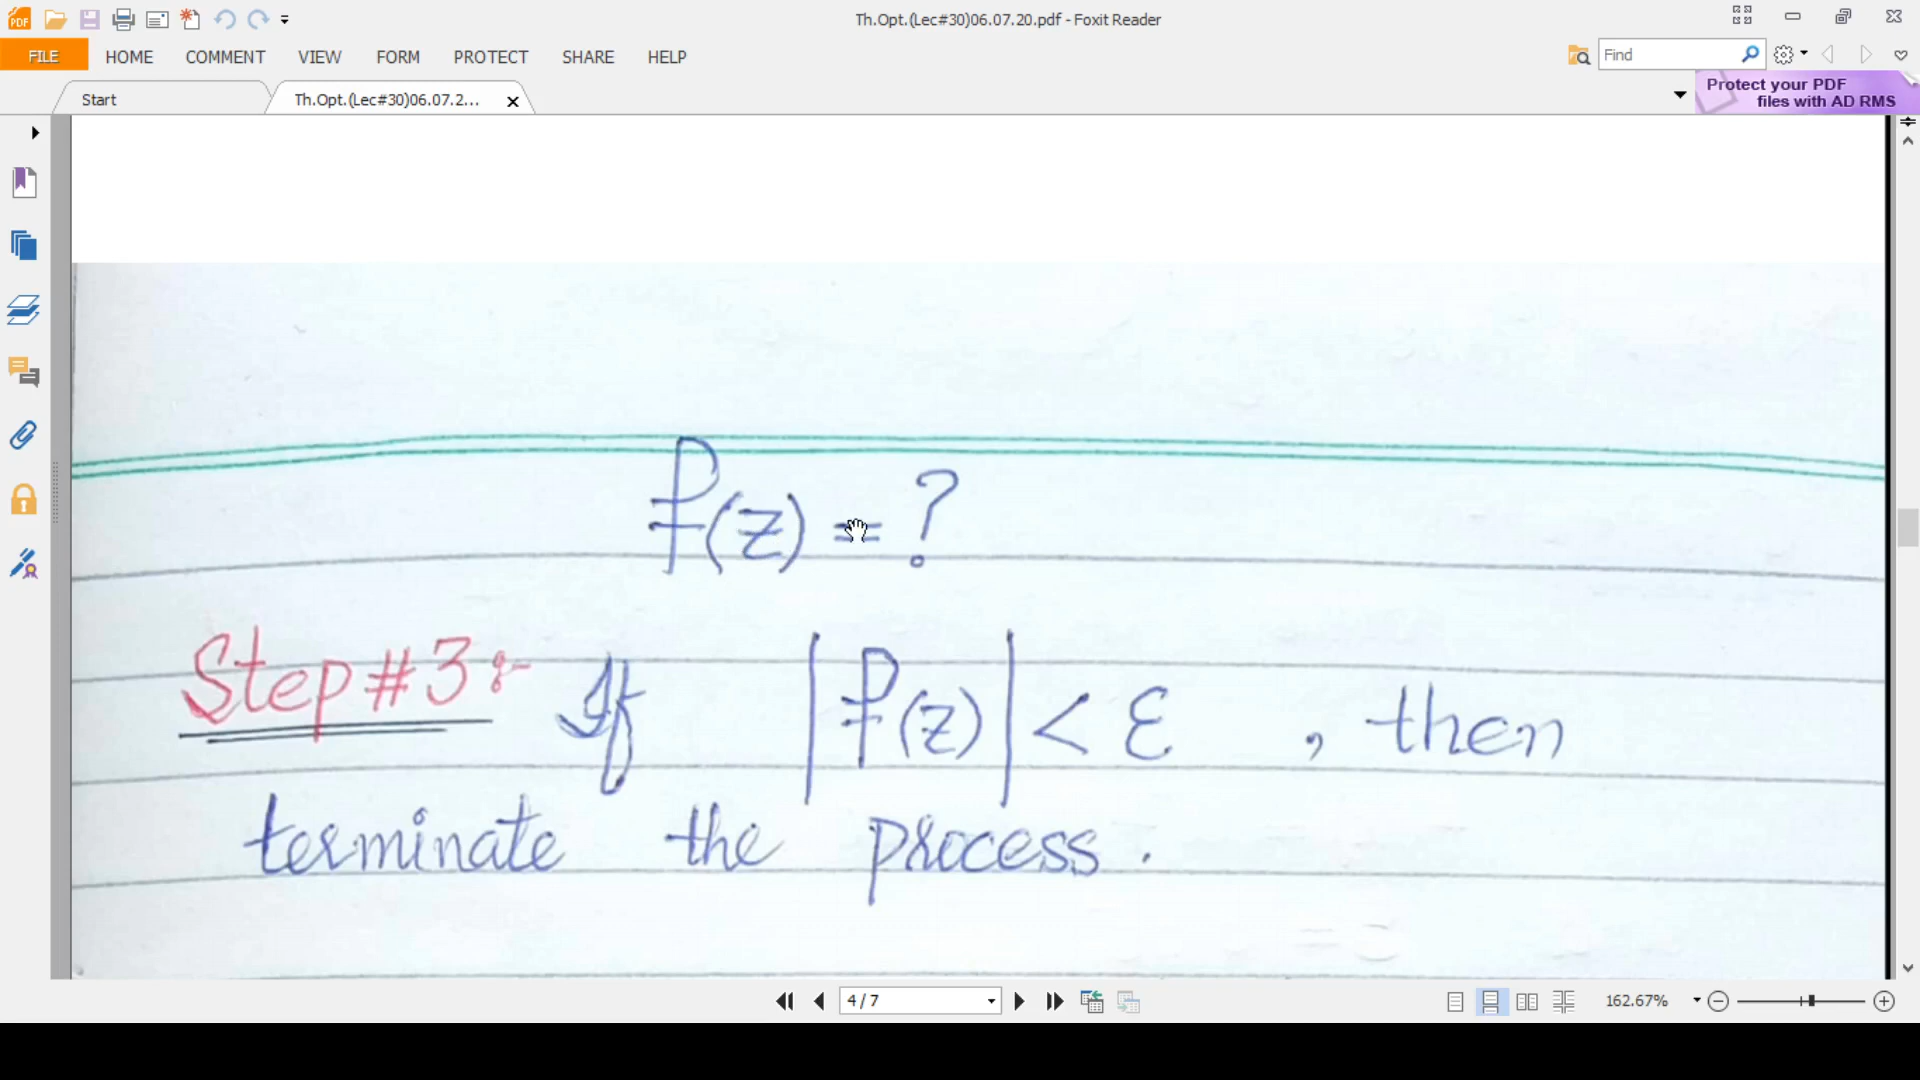 Th.Opt.(Lec#30)06.07.20.pdf - Foxit Reader
FILE HOME COMMENT VIEW FORM PROTECT SHARE HELP
Find
Start
Th.Opt.(Lec#30)06.07.2...
Protect your PDF
files with AD RMS
f(z) = ?
Step#3:- If |f(z)| < ε , then
terminate the process.
4 / 7
162.67%